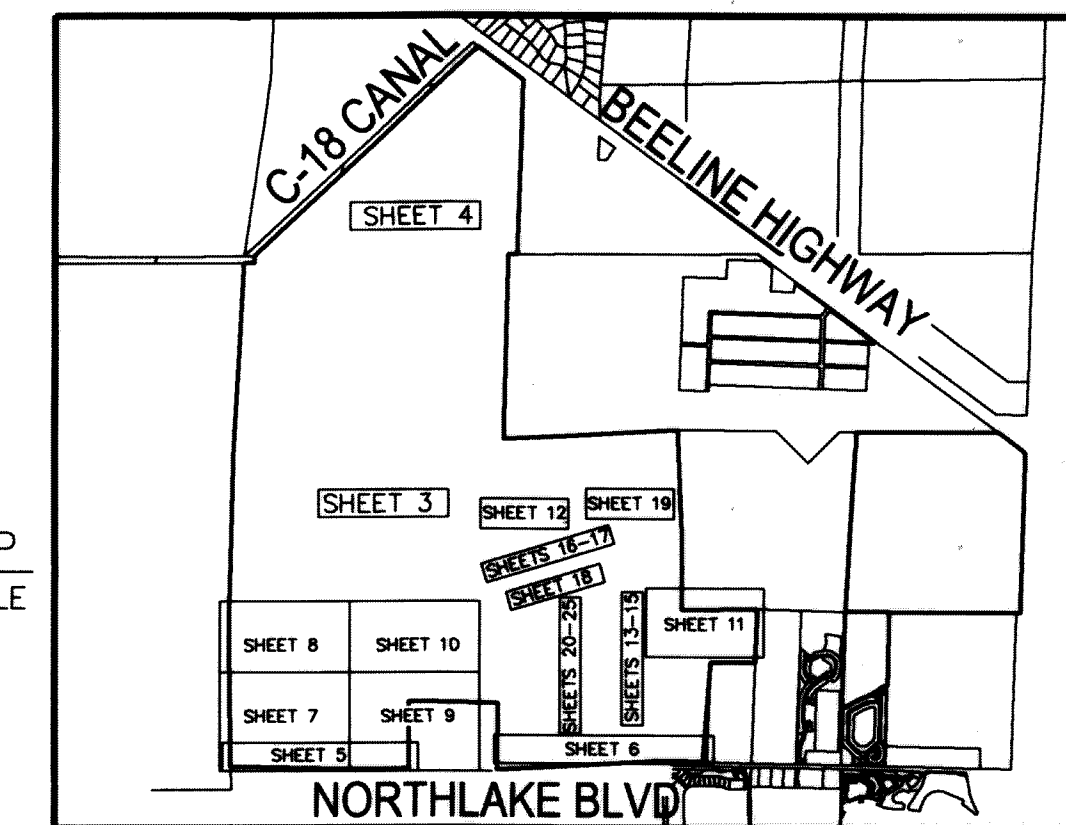 C-18 CANAL
BEELINE HIGHWAY
SHEET 4
SHEET 3
SHEET 12
SHEET 19
SHEETS 16-17
SHEET 18
SHEETS 20-25
SHEETS 13-15
SHEET 11
SHEET 8
SHEET 10
SHEET 7
SHEET 9
SHEET 5
SHEET 6
NORTHLAKE BLVD
P
LE